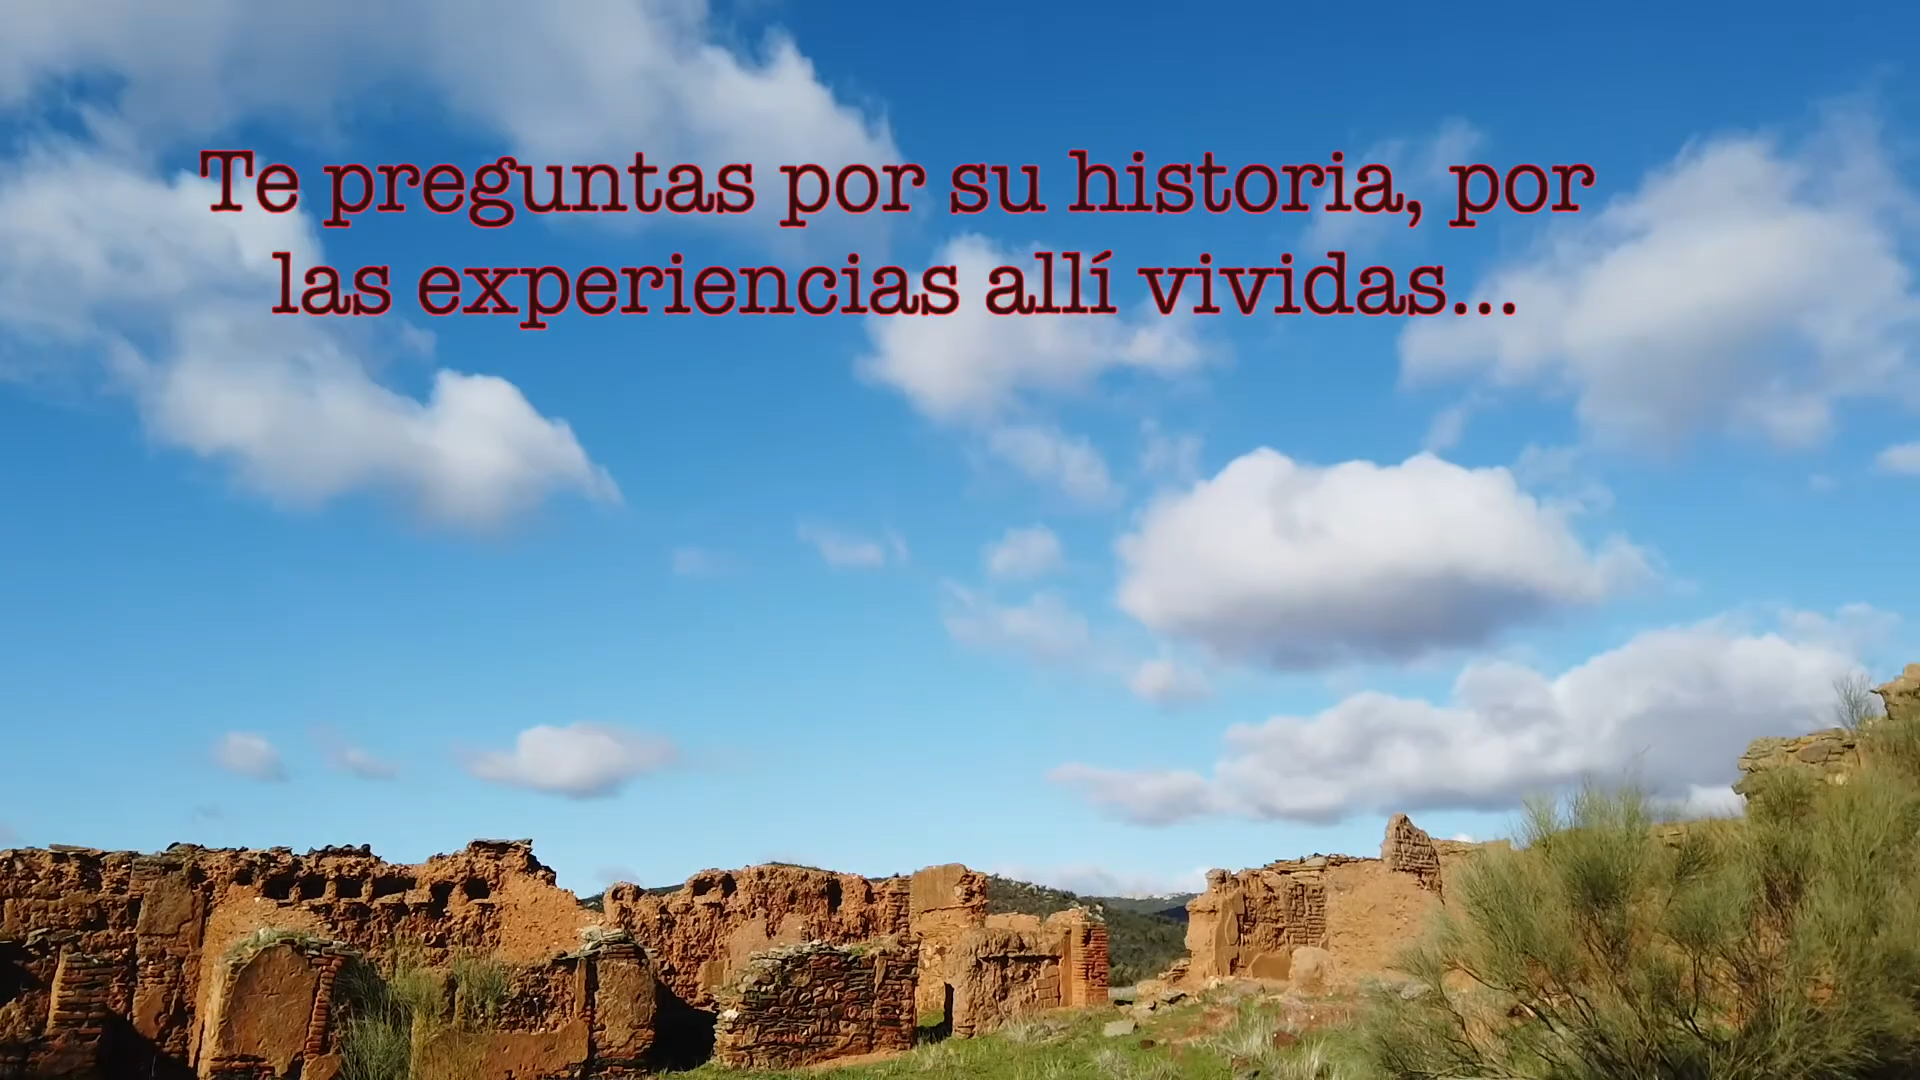 Te preguntas por su historia, por
las experiencias allí vividas...